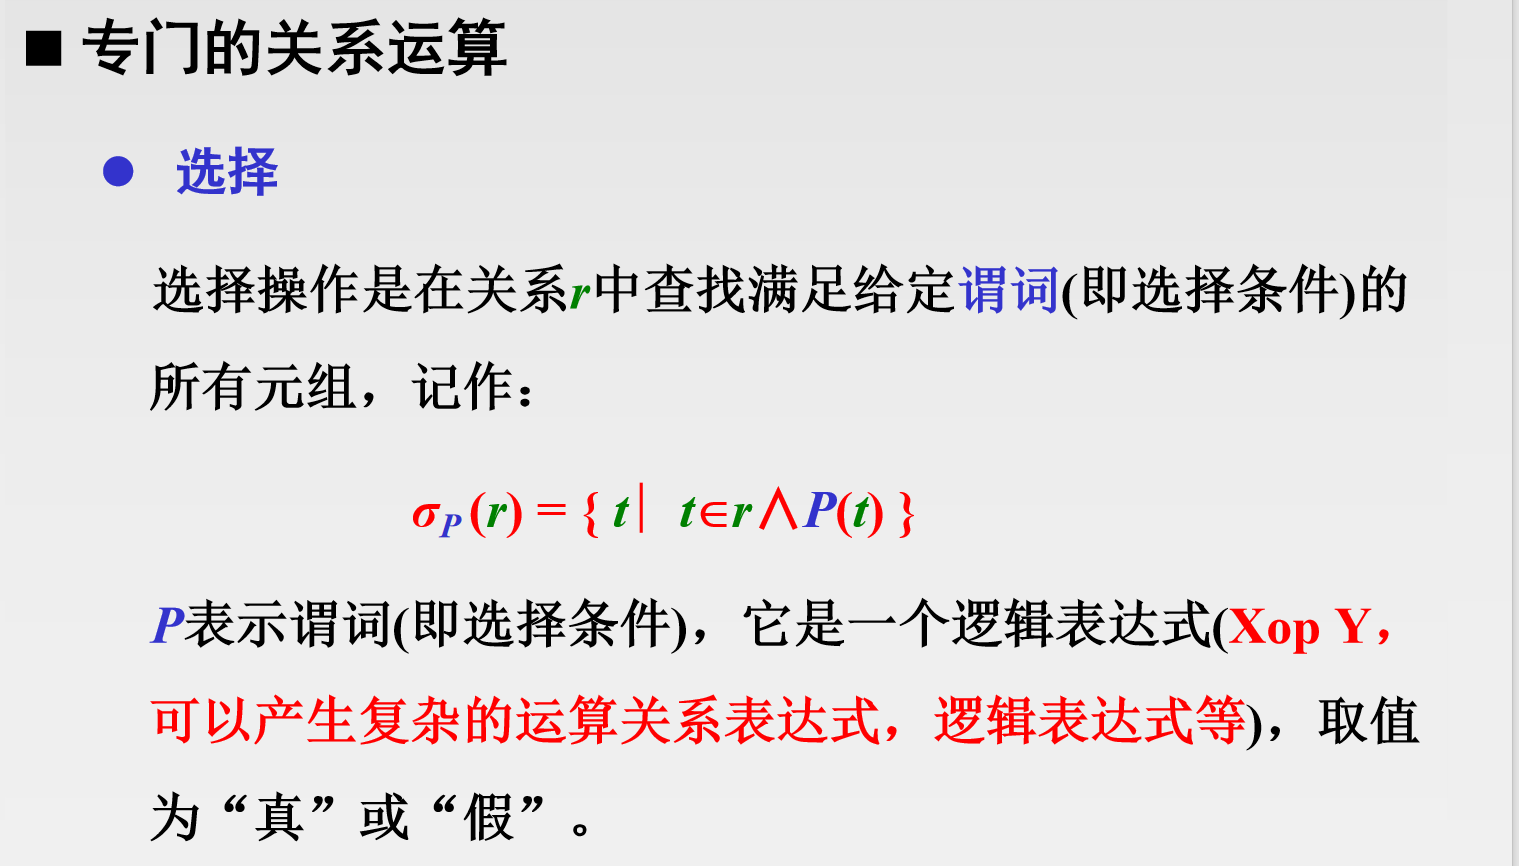 ■ 专门的关系运算
● 选择
选择操作是在关系r中查找满足给定谓词(即选择条件)的
所有元组，记作：
σP (r) = { t| t∈r∧P(t) }
P表示谓词(即选择条件)，它是一个逻辑表达式(Xop Y，
可以产生复杂的运算关系表达式，逻辑表达式等)，取值
为“真”或“假”。